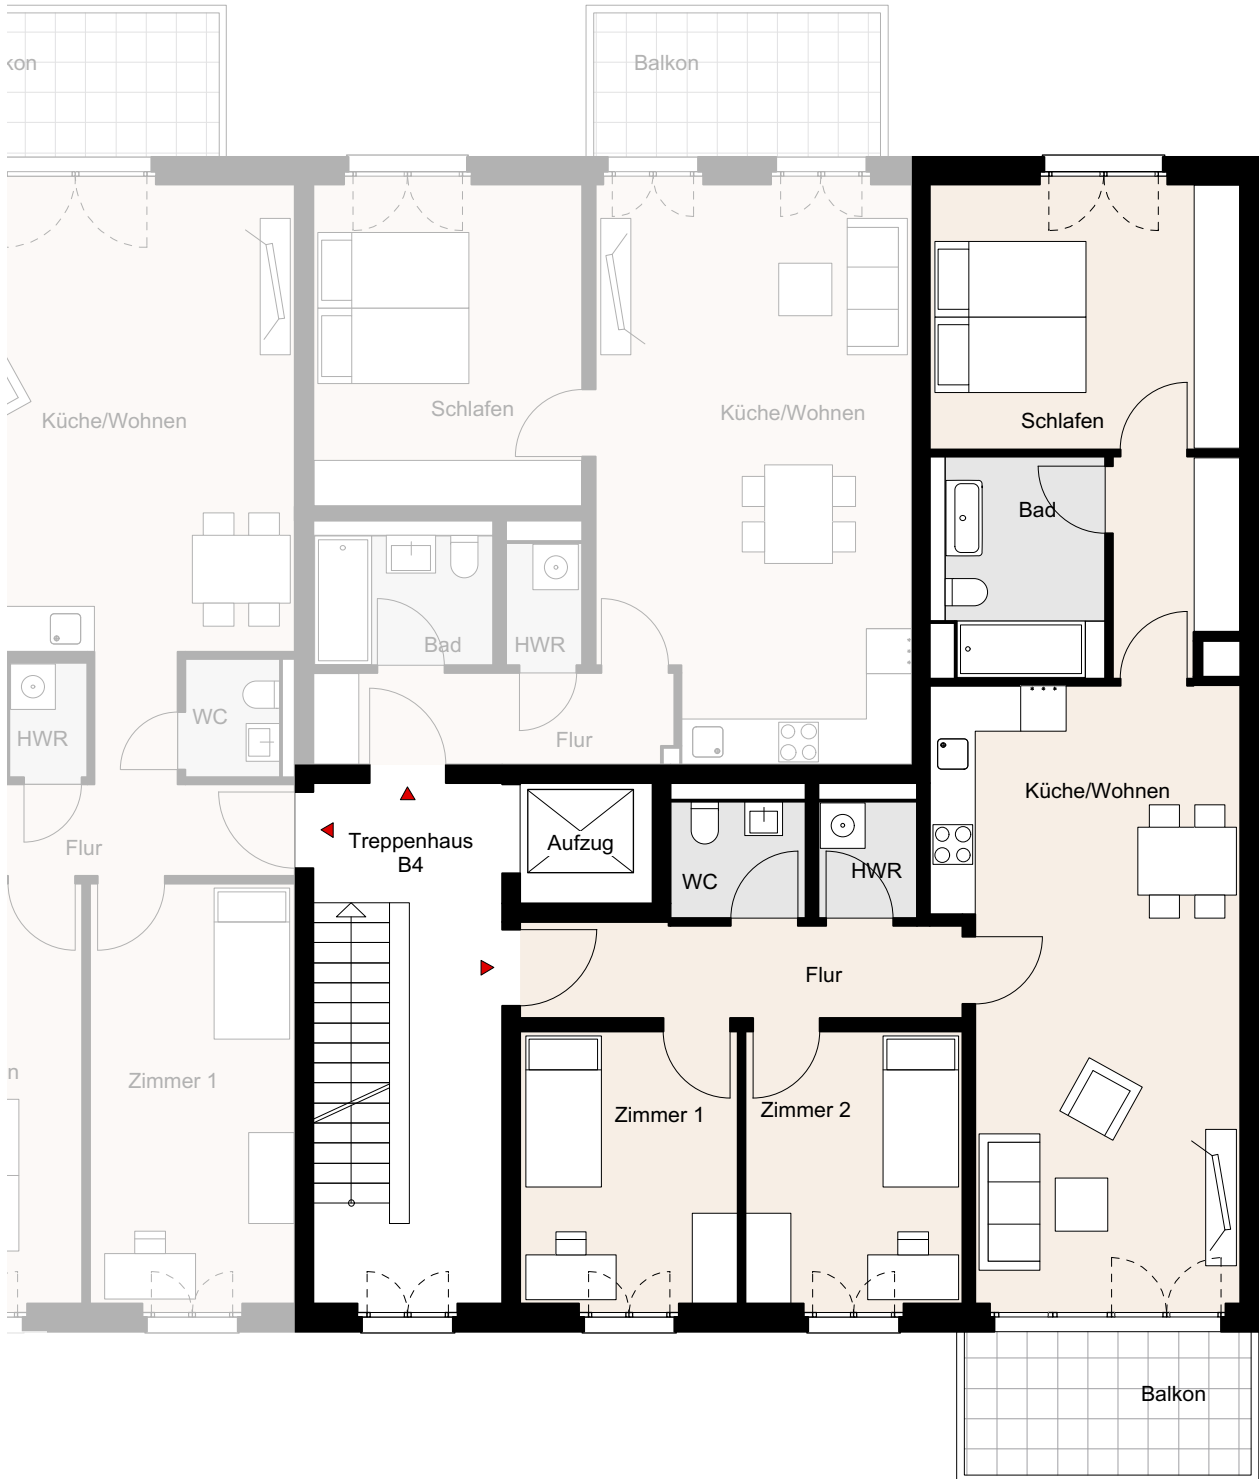 kon
Balkon
Küche/Wohnen
Schlafen
Küche/Wohnen
Schlafen
Bad
Bad
HWR
WC
HWR
Flur
Küche/Wohnen
Treppenhaus
B4
Aufzug
WC
HWR
Flur
Flur
n
Zimmer 1
Zimmer 1
Zimmer 2
Balkon